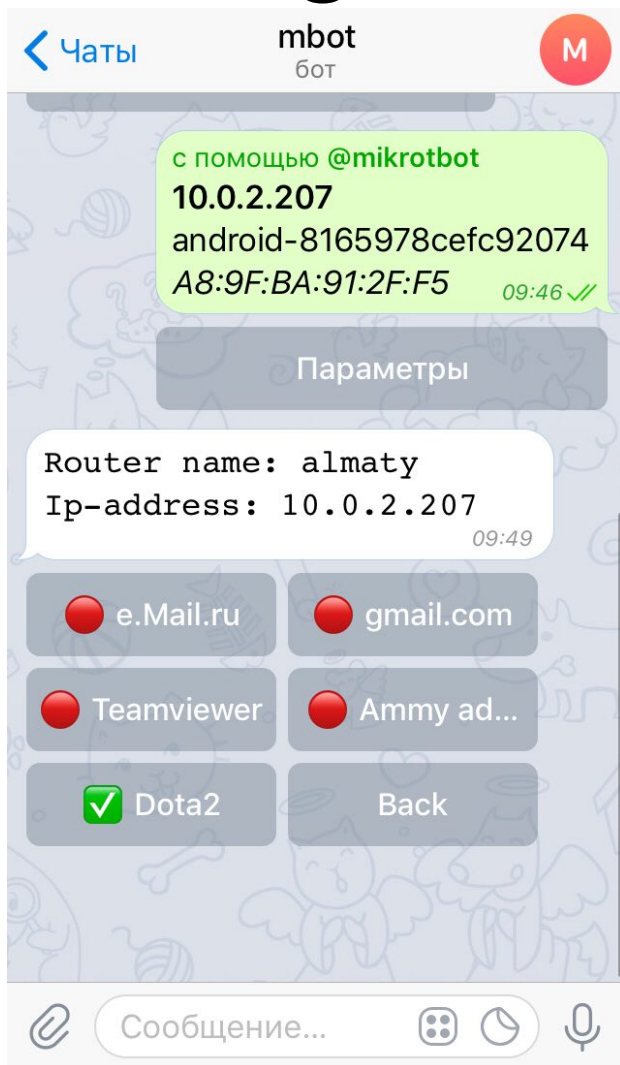 Чаты
mbot
бот
M
с помощью @mikrotbot
10.0.2.207
android-8165978cefc92074
A8:9F:BA:91:2F:F5
09:46
Параметры
Router name: almaty
Ip-address: 10.0.2.207
09:49
e.Mail.ru
gmail.com
Teamviewer
Ammy ad...
Dota2
Back
Сообщение...